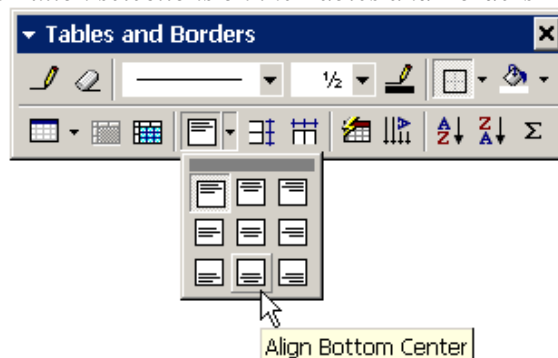 Tables and Borders
½
A
Z
Z
A
Σ
Align Bottom Center